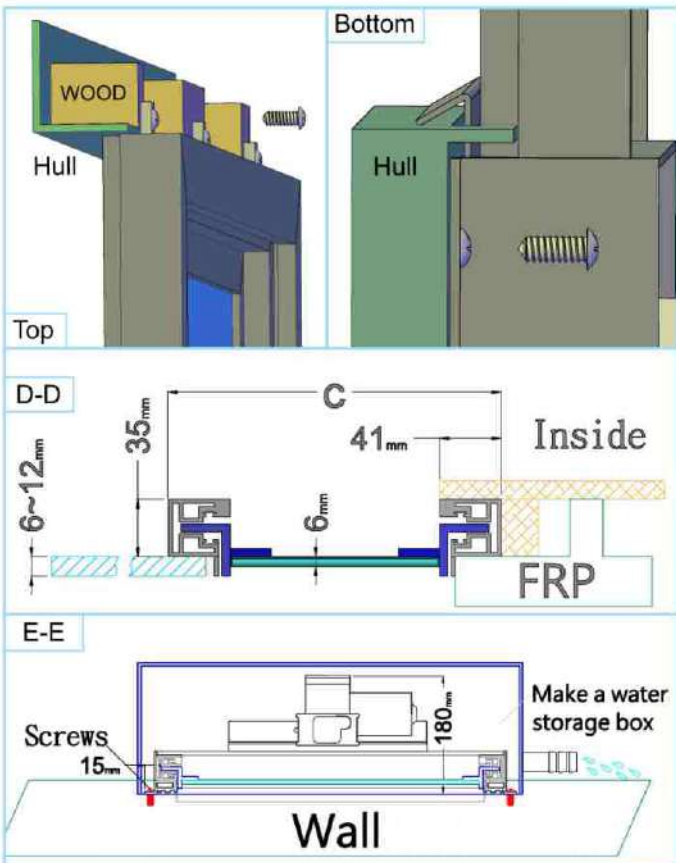 WOOD
Hull
Top
Bottom
Hull
D-D
C
35mm
41mm
Inside
6~12mm
6mm
FRP
E-E
Screws
15mm
180mm
Make a water
storage box
Wall